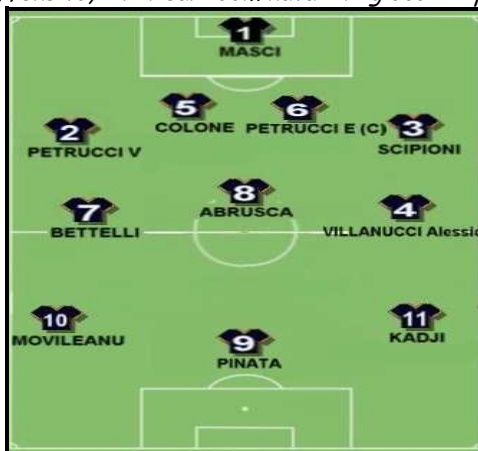 1
MASCI
5
COLONE
6
PETRUCCI E (C)
2
PETRUCCI V
3
SCIPIONI
8
ABRUSCA
7
BETTELLI
4
VILLANUCCI Alessio
10
MOVILEANU
11
KADJI
9
PINATA